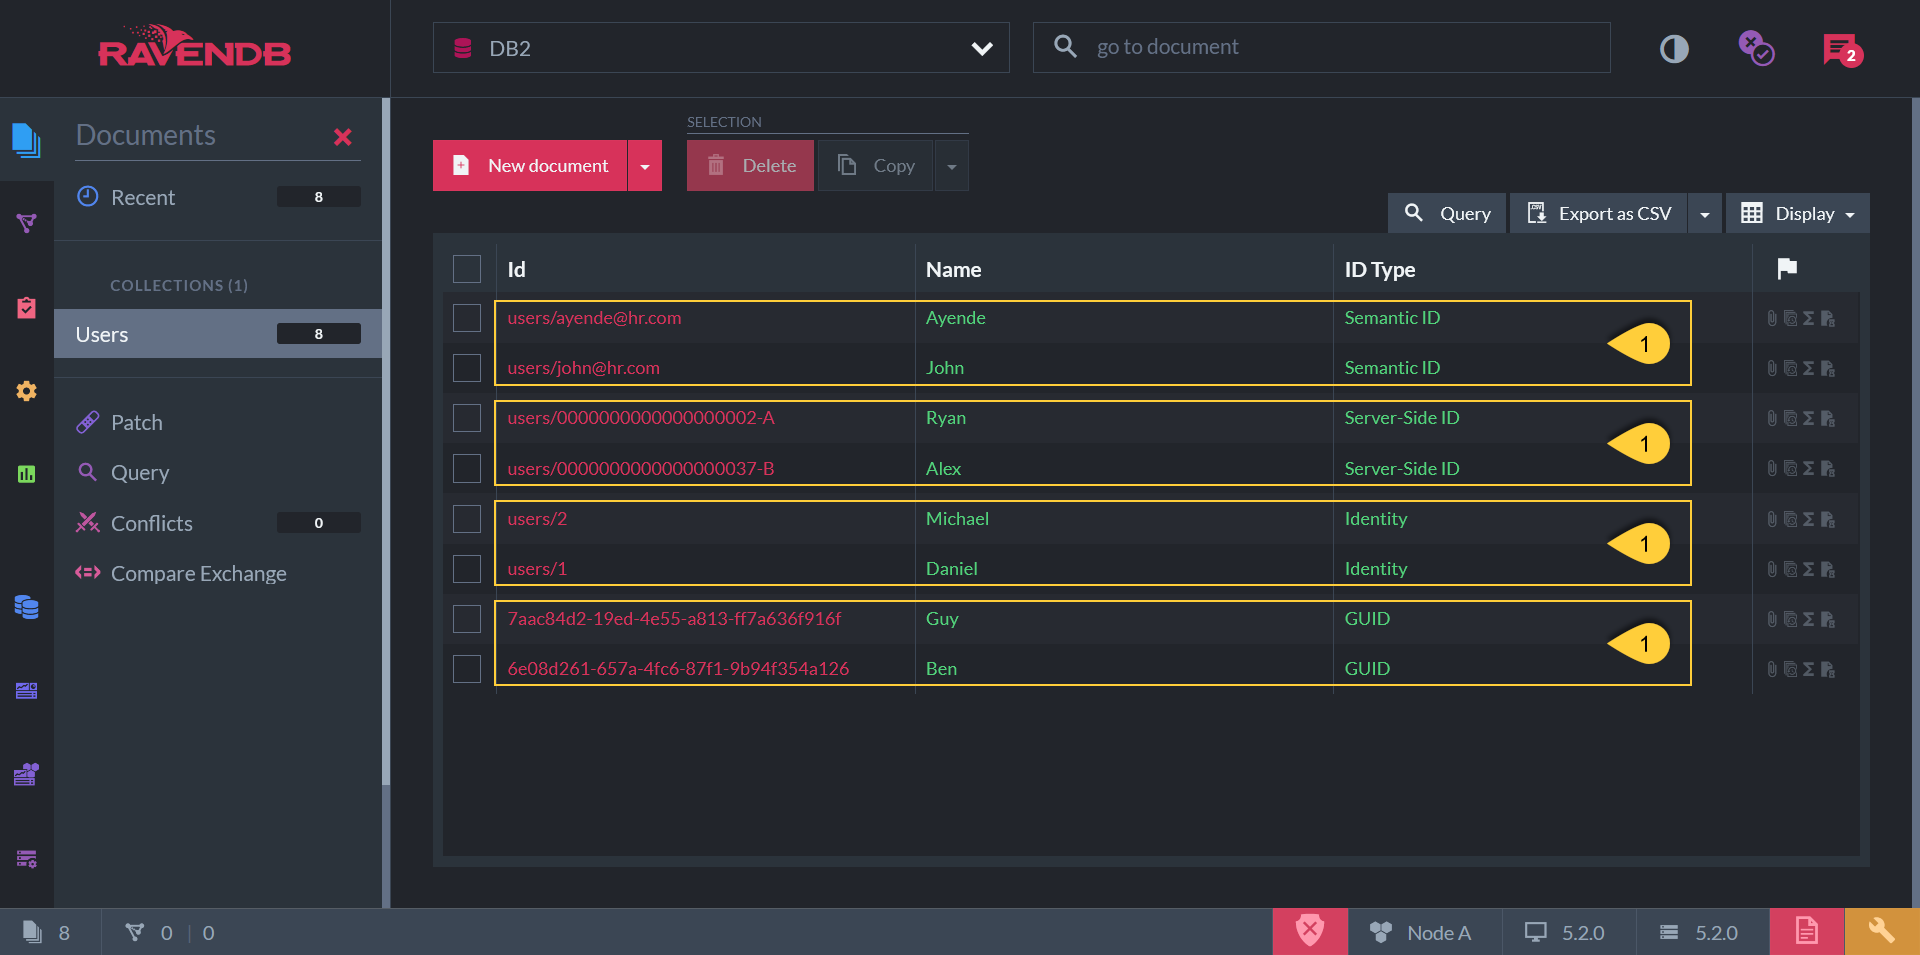 RAVENDB
DB2
go to document
2
Documents
Recent
8
COLLECTIONS (1)
Users
8
Patch
Query
Conflicts
0
Compare Exchange
SELECTION
New document
Delete
Copy
Query
Export as CSV
Display
Id Name ID Type
users/ayende@hr.com Ayende Semantic ID
1
users/john@hr.com John Semantic ID
users/0000000000000000002-A Ryan Server-Side ID
1
users/0000000000000000037-B Alex Server-Side ID
users/2 Michael Identity
1
users/1 Daniel Identity
7aac84d2-19ed-4e55-a813-ff7a636f916f Guy GUID
1
6e08d261-657a-4fc6-87f1-9b94f354a126 Ben GUID
8
0 | 0
Node A
5.2.0
5.2.0